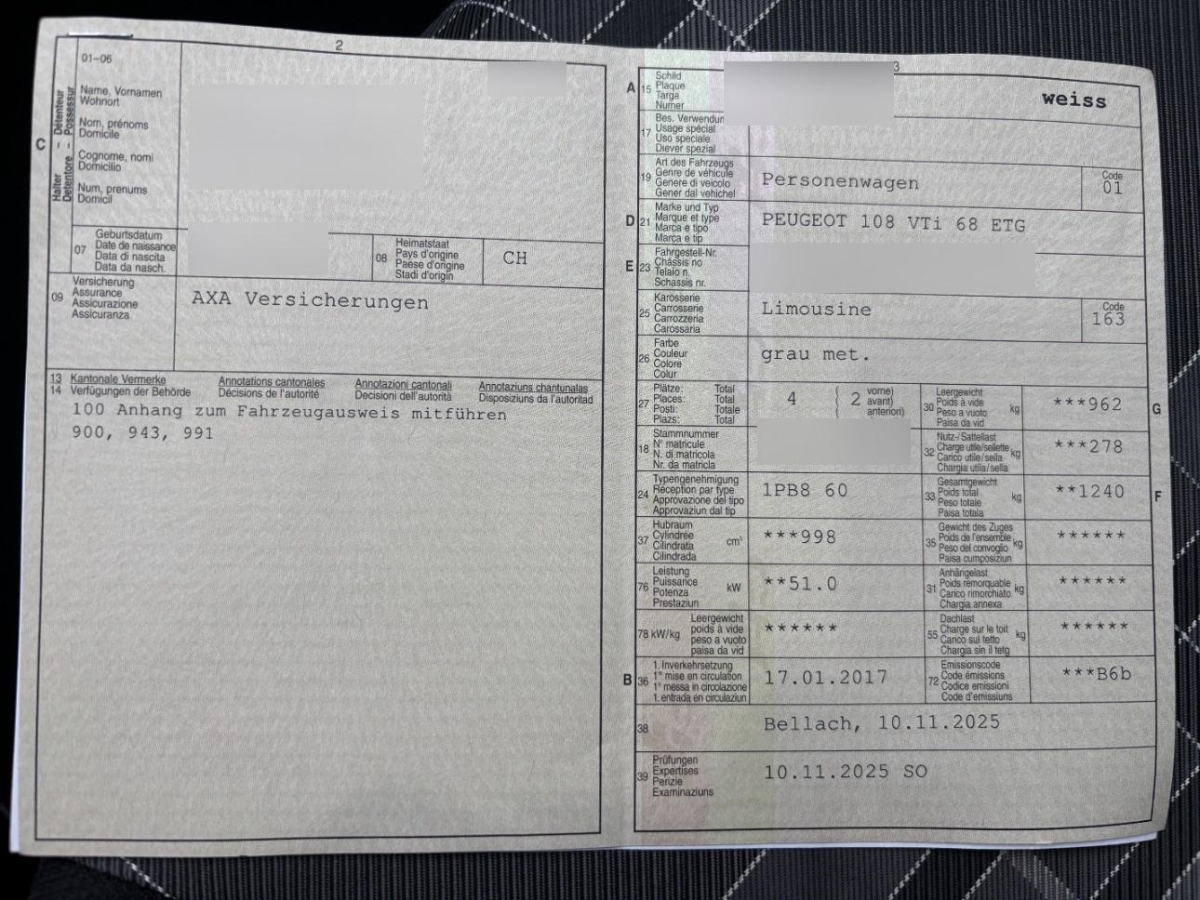 2
01-06
Halter – Détenteur
Detentore – Possessur
C
Name, Vornamen
Wohnort
Nom, prénoms
Domicile
Cognome, nomi
Domicilio
Num, prenums
Domicil
07
Geburtsdatum
Date de naissance
Data di nascita
Data da nasch.
08
Heimatstaat
Pays d'origine
Paese d'origine
Stadi d'origin
CH
09
Versicherung
Assurance
Assicurazione
Assicuranza
AXA Versicherungen
13 Kantonale Vermerke Annotations cantonales Annotazioni cantonali Annotaziuns chantunalas
14 Verfügungen der Behörde Décisions de l'autorité Decisioni dell'autorità Disposiziuns da l'autoritad
100 Anhang zum Fahrzeugausweis mitführen
900, 943, 991
3
A 15
Schild
Plaque
Targa
Numer
weiss
17
Bes. Verwendun
Usage spécial
Uso speciale
Diever spezial
19
Art des Fahrzeugs
Genre de véhicule
Genere di veicolo
Gener dal vehichel
Personenwagen
Code
01
D 21
Marke und Typ
Marque et type
Marca e tipo
Marca e tip
PEUGEOT 108 VTi 68 ETG
E 23
Fahrgestell-Nr.
Châssis no
Telaio n.
Schassis nr.
25
Karosserie
Carrosserie
Carrozzeria
Carossaria
Limousine
Code
163
26
Farbe
Couleur
Colore
Colur
grau met.
27
Plätze: Total
Places: Total
Posti: Totale
Plazs: Total
4
( 2 vorne)
avant)
anteriori)
30
Leergewicht
Poids à vide
Peso a vuoto
Paisa da vid
kg
***962
G
18
Stammnummer
N° matricule
N. di matricola
Nr. da matricla
32
Nutz-/Sattellast
Charge utile/sellette
Carico utile/sella
Chargia utila/sella
kg
***278
24
Typengenehmigung
Réception par type
Approvazione del tipo
Approvaziun dal tip
1PB8 60
33
Gesamtgewicht
Poids total
Peso totale
Paisa totala
kg
**1240
F
37
Hubraum
Cylindrée
Cilindrata
Cilindrada
cm³
***998
35
Gewicht des Zuges
Poids de l'ensemble
Peso del convoglio
Paisa cumposiziun
kg
******
76
Leistung
Puissance
Potenza
Prestaziun
kW
**51.0
31
Anhängelast
Poids remorquable
Carico rimorchiato
Chargia annexa
kg
******
78 kW/kg
Leergewicht
poids à vide
peso a vuoto
paisa da vid
******
55
Dachlast
Charge sur le toit
Carico sul tetto
Chargia sin il tetg
kg
******
B 36
1. Inverkehrsetzung
1re mise en circulation
1a messa in circolazione
1. entrada en circulaziun
17.01.2017
72
Emissionscode
Code émissions
Codice emissioni
Code d'emissiuns
***B6b
38
Bellach, 10.11.2025
39
Prüfungen
Expertises
Perizie
Examinaziuns
10.11.2025 SO